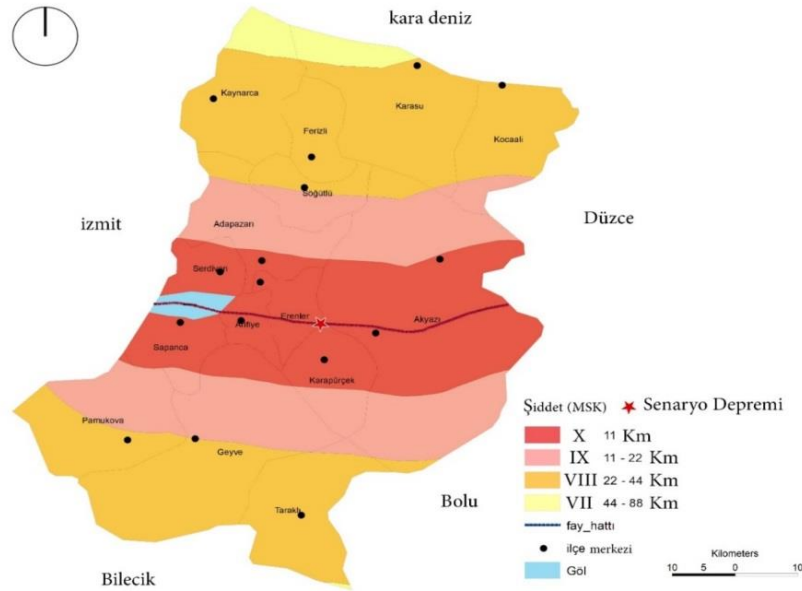 kara deniz
Kaynarca
Karasu
Ferizli
Kocaali
Söğütlü
izmit
Düzce
Adapazarı
Serdivan
Erenler
Akyazı
Arifiye
Sapanca
Karapürçek
Şiddet (MSK) Senaryo Depremi
Pamukova
X 11 Km
Geyve
IX 11 - 22 Km
VIII 22 - 44 Km
Bolu
VII 44 - 88 Km
Taraklı
fay_hattı
ilçe merkezi
Kilometers
Bilecik
Göl
10 5 0 10